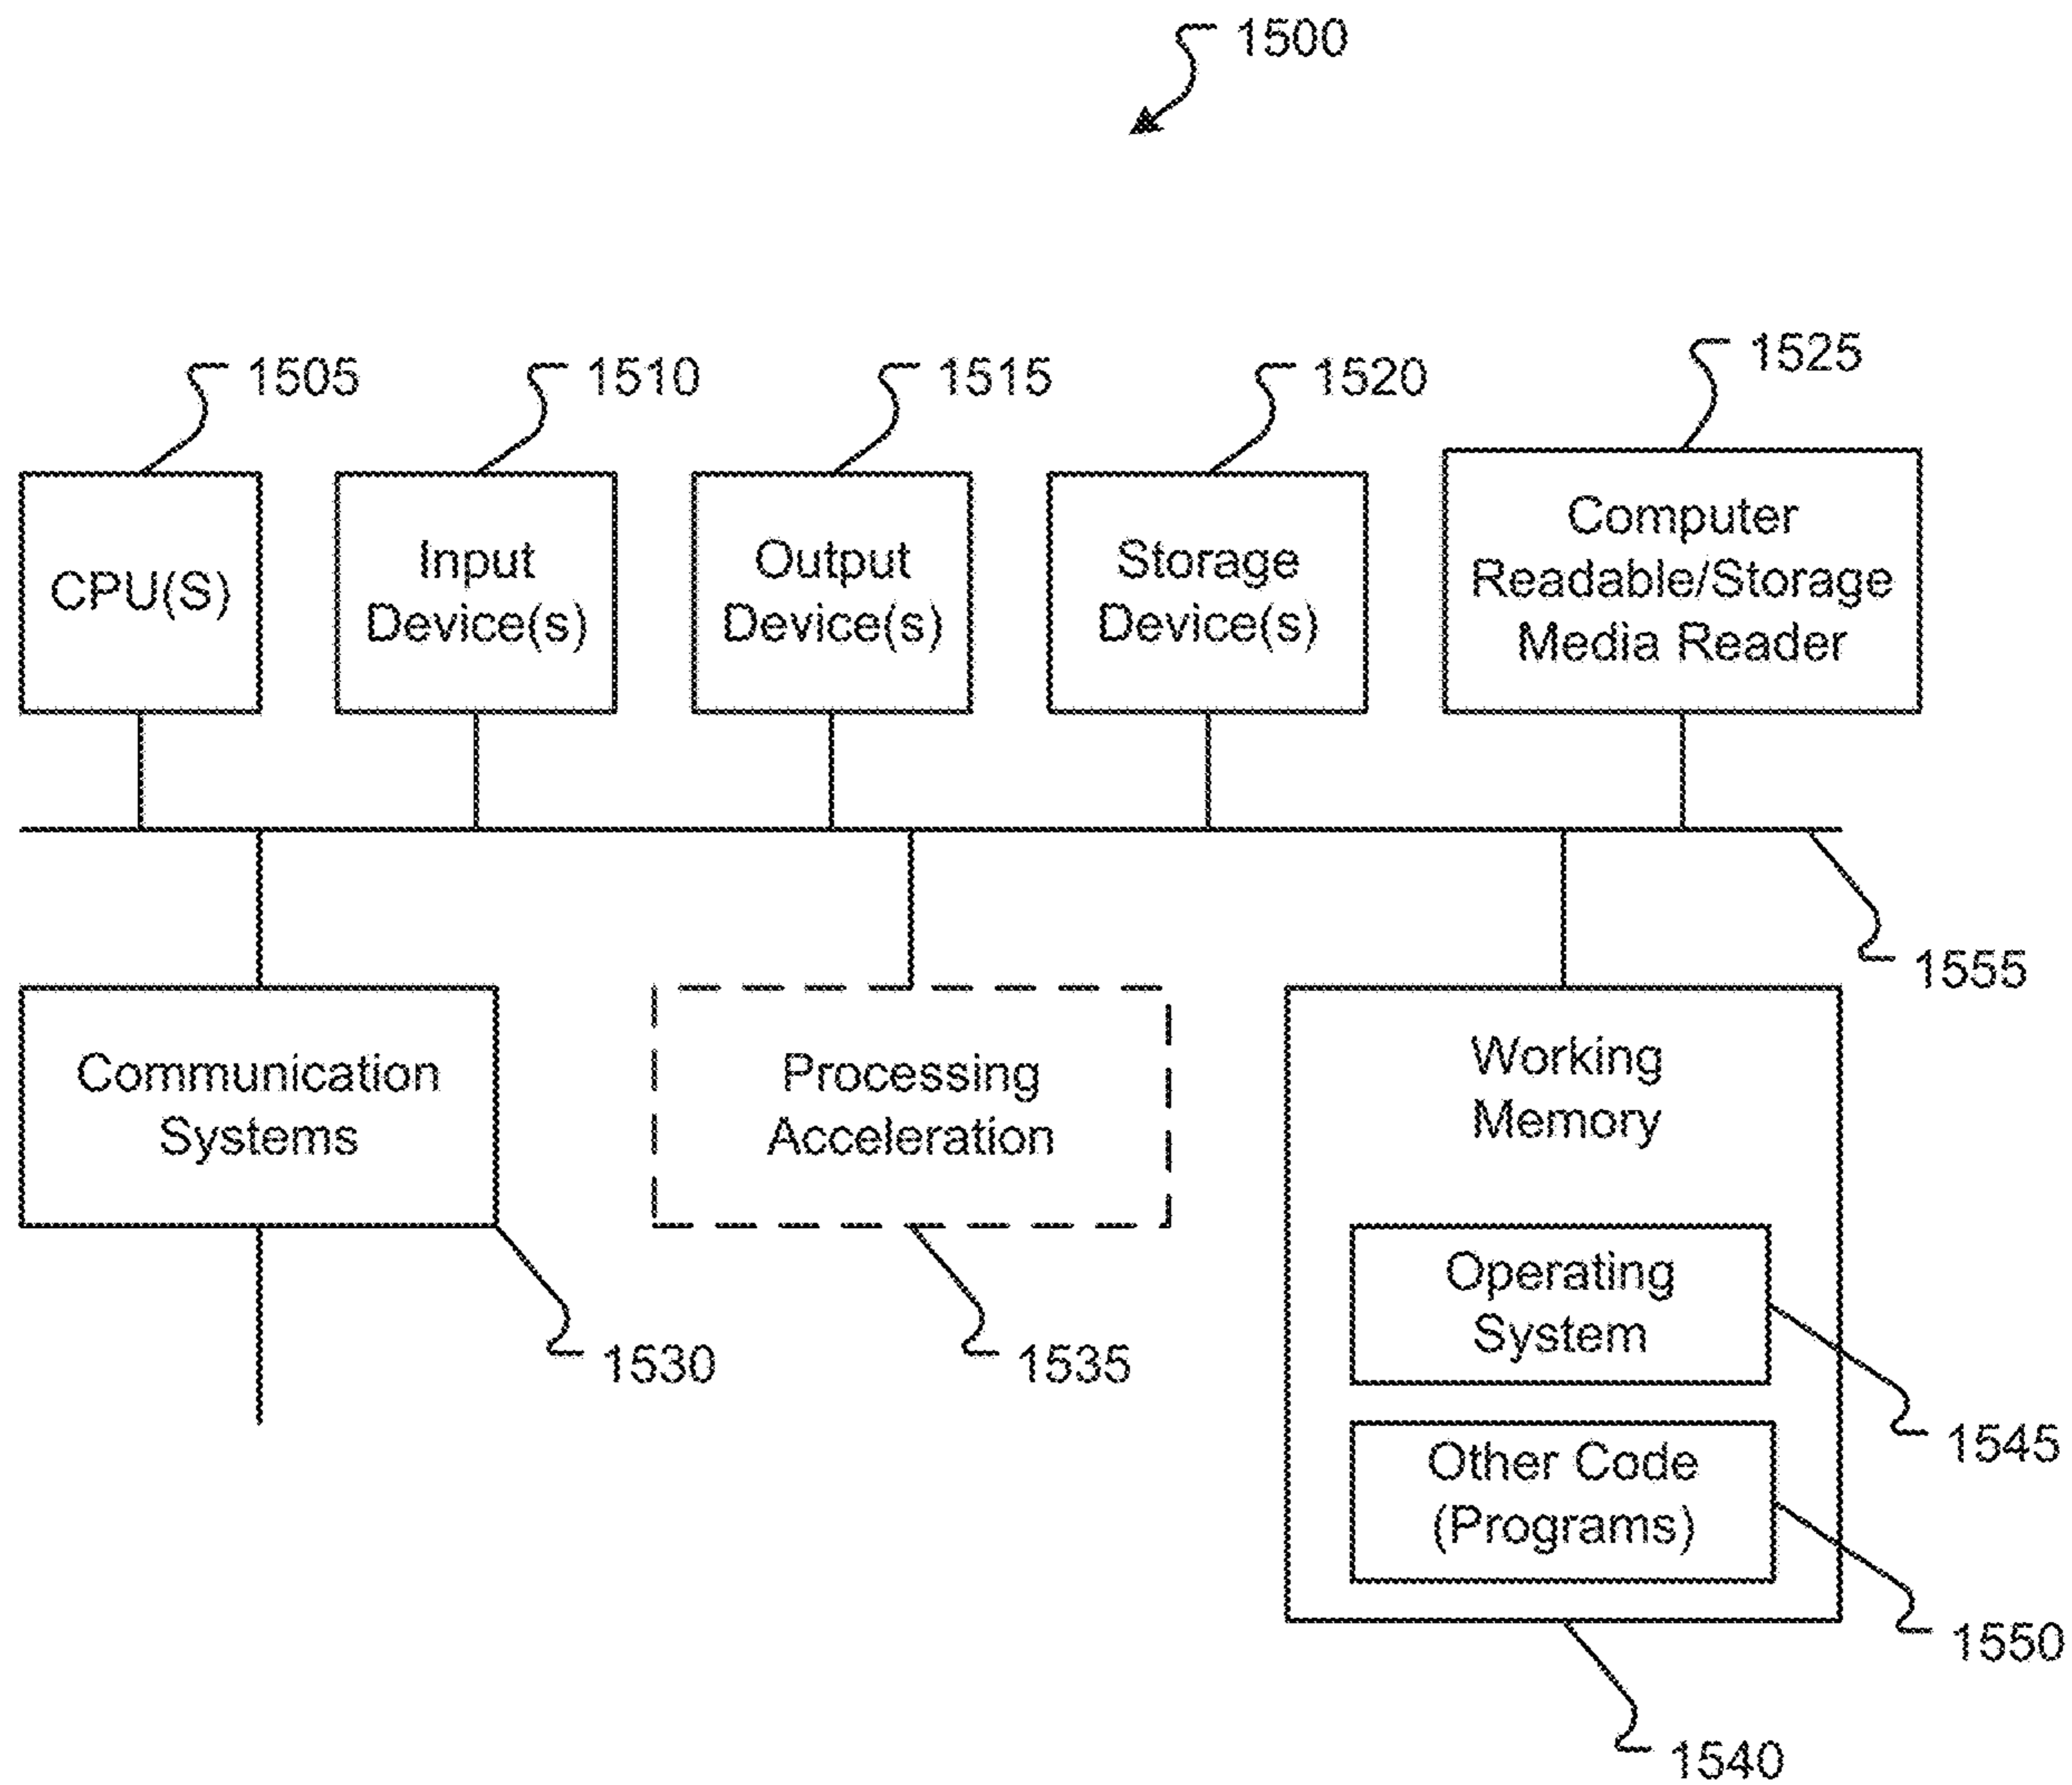 1500
1505
1510
1515
1520
1525
CPU(S)
Input
Device(s)
Output
Device(s)
Storage
Device(s)
Computer
Readable/Storage
Media Reader
1555
Communication
Systems
1530
Processing
Acceleration
1535
Working
Memory
Operating
System
1545
Other Code
(Programs)
1550
1540